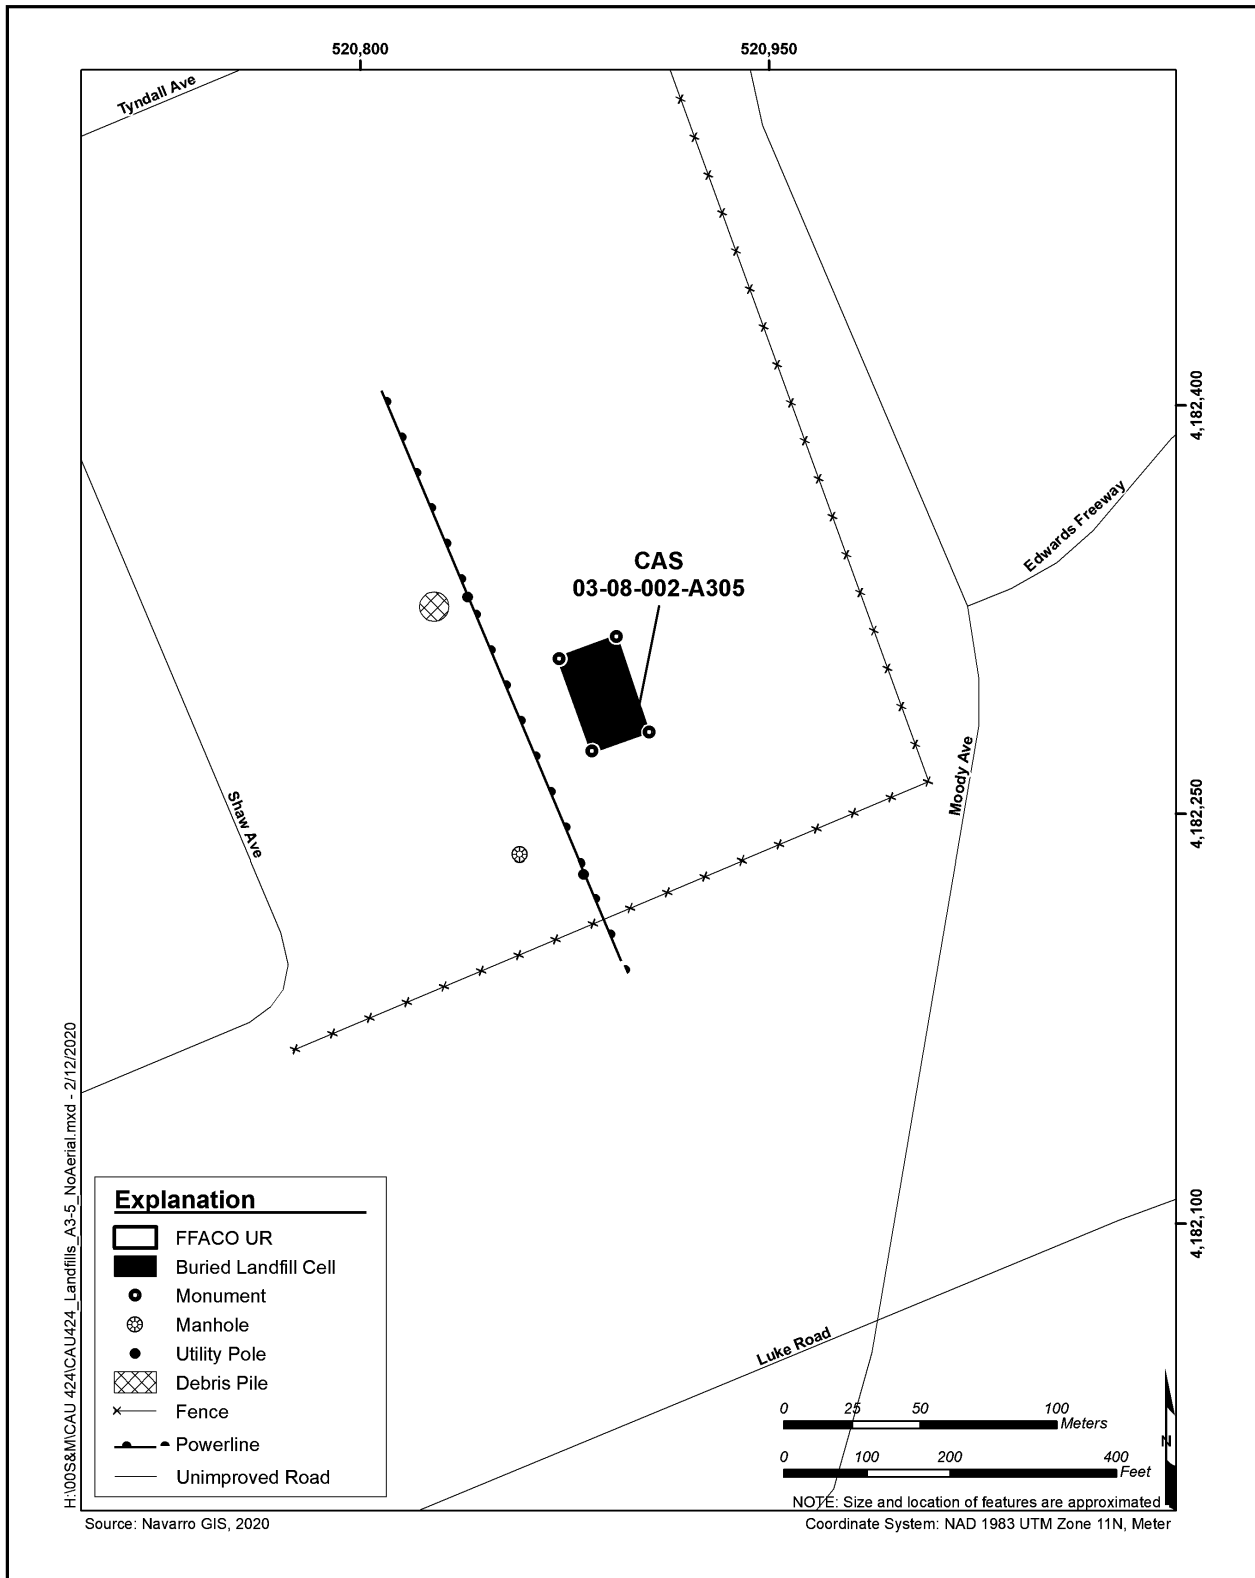 520,800
520,950
Tyndall Ave
4,182,400
Edwards Freeway
CAS
03-08-002-A305
Moody Ave
4,182,250
Shaw Ave
H:\00S&M\CAU 424\CAU424_Landfills_A3-5_NoAerial.mxd - 2/12/2020
4,182,100
Luke Road
Explanation
FFACO UR
Buried Landfill Cell
Monument
Manhole
Utility Pole
Debris Pile
Fence
Powerline
Unimproved Road
0 25 50 100
Meters
0 100 200 400
Feet
N
NOTE: Size and location of features are approximated
Source: Navarro GIS, 2020
Coordinate System: NAD 1983 UTM Zone 11N, Meter